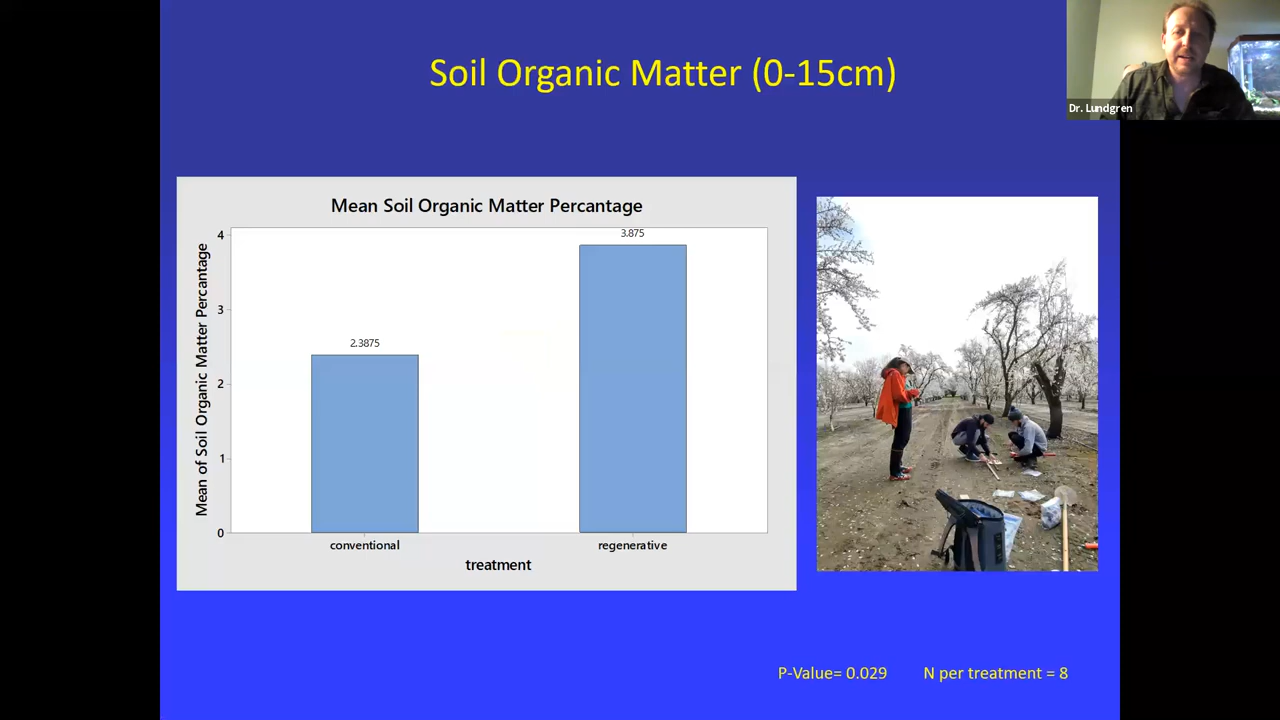 Soil Organic Matter (0-15cm)
Dr. Lundgren
Mean Soil Organic Matter Percantage
Mean of Soil Organic Matter Percantage
4
3
2
1
0
2.3875
3.875
conventional
regenerative
treatment
P-Value= 0.029
N per treatment = 8